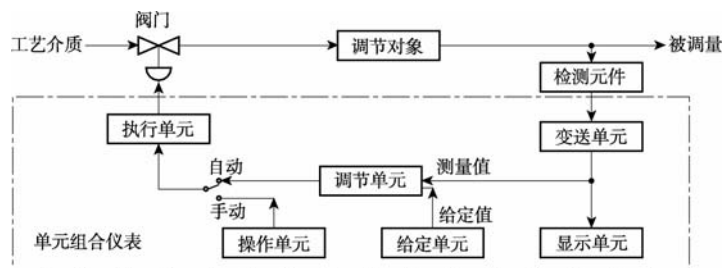 阀门
工艺介质
调节对象
被调量
检测元件
执行单元
变送单元
自动
测量值
调节单元
手动
给定值
单元组合仪表
操作单元
给定单元
显示单元